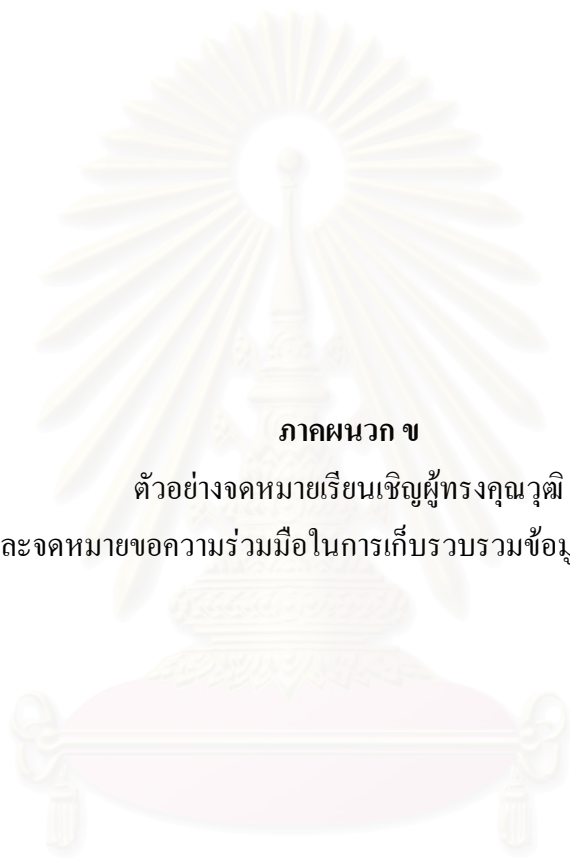 ภาคผนวก ข
ตัวอย่างจดหมายเรียนเชิญผู้ทรงคุณวุฒิ
ละจดหมายขอความร่วมมือในการเก็บรวบรวมข้อมู